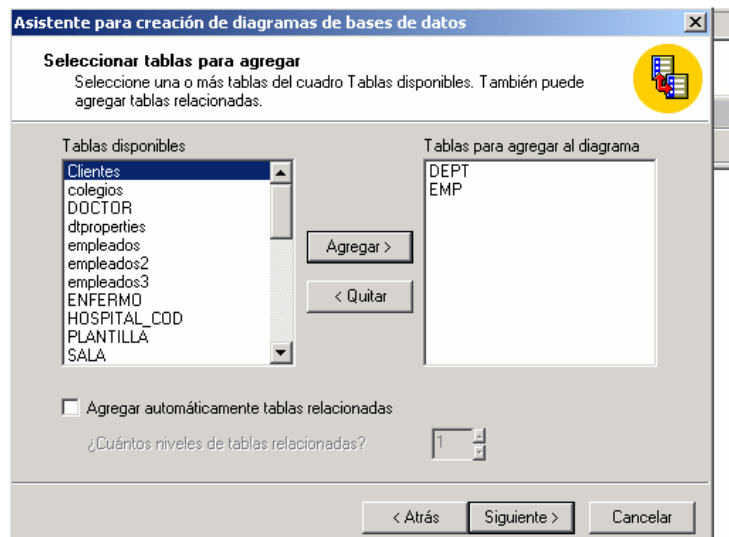 Asistente para creación de diagramas de bases de datos
Seleccionar tablas para agregar
Seleccione una o más tablas del cuadro Tablas disponibles. También puede
agregar tablas relacionadas.
Tablas disponibles
Clientes
colegios
DOCTOR
dtproperties
empleados
empleados2
empleados3
ENFERMO
HOSPITAL_COD
PLANTILLA
SALA
Agregar >
< Quitar
Tablas para agregar al diagrama
DEPT
EMP
Agregar automáticamente tablas relacionadas
¿Cuántos niveles de tablas relacionadas?
1
< Atrás
Siguiente >
Cancelar